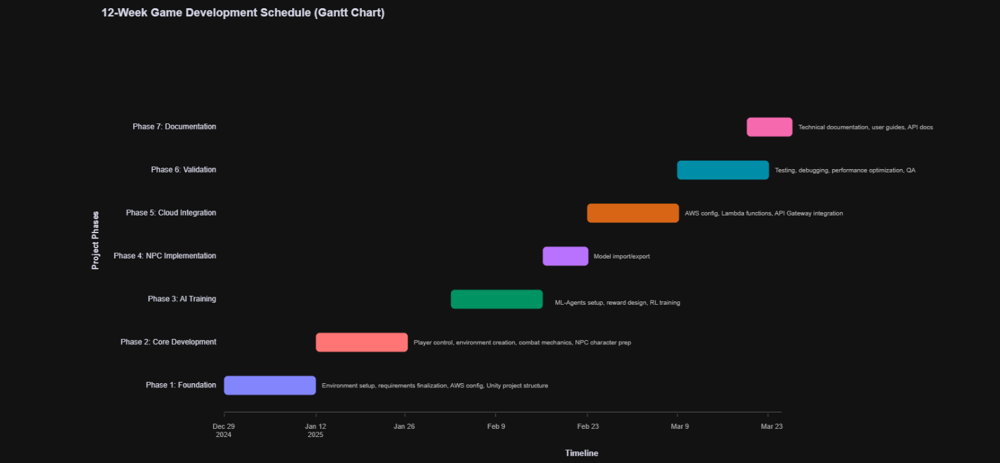 12-Week Game Development Schedule (Gantt Chart)
Phase 7: Documentation
Technical documentation, user guides, API docs
Phase 6: Validation
Testing, debugging, performance optimization, QA
Phase 5: Cloud Integration
AWS config, Lambda functions, API Gateway integration
Project Phases
Phase 4: NPC Implementation
Model import/export
Phase 3: AI Training
ML-Agents setup, reward design, RL training
Phase 2: Core Development
Player control, environment creation, combat mechanics, NPC character prep
Phase 1: Foundation
Environment setup, requirements finalization, AWS config, Unity project structure
Dec 29
2024
Jan 12
2025
Jan 26
Feb 9
Feb 23
Mar 9
Mar 23
Timeline